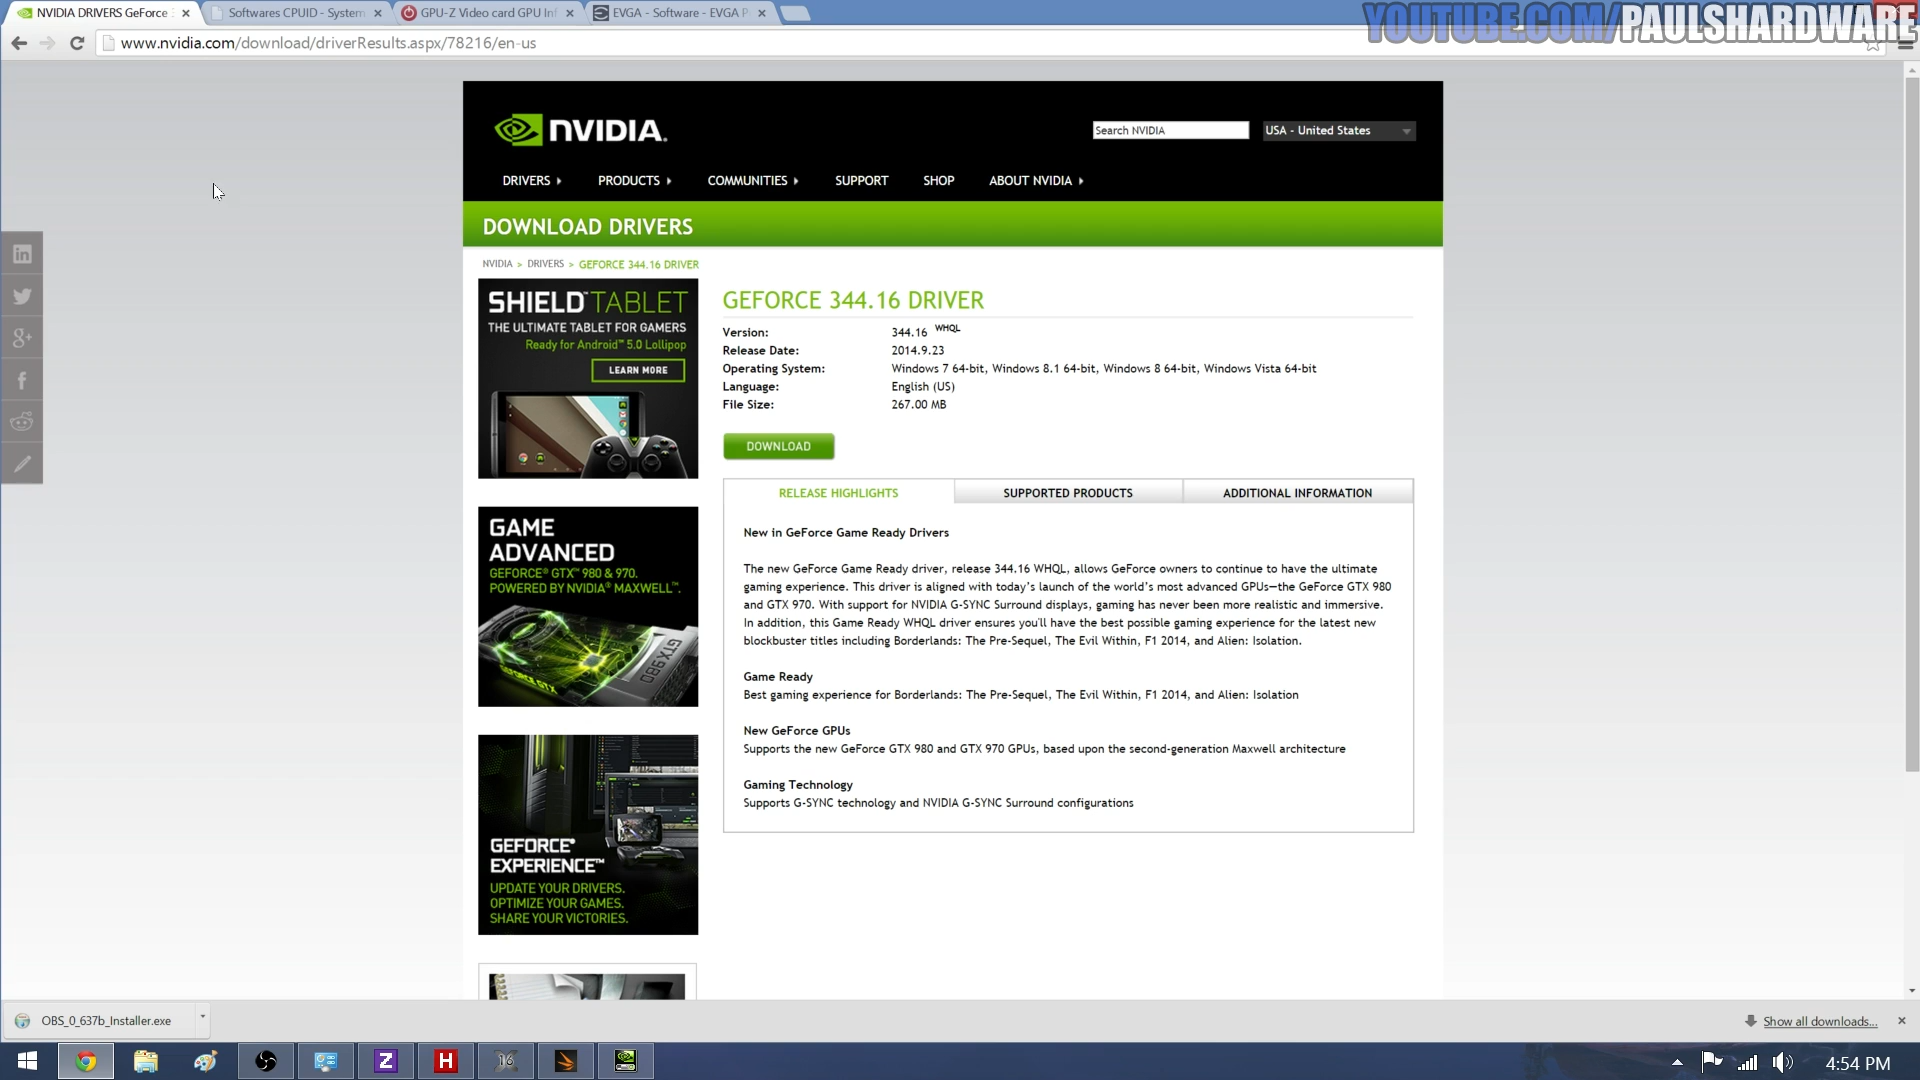 NVIDIA DRIVERS GeForce
Softwares CPUID - System
GPU-Z Video card GPU Inf
EVGA - Software - EVGA P
YOUTUBE.COM/PAULSHARDWARE
www.nvidia.com/download/driverResults.aspx/78216/en-us
NVIDIA.
Search NVIDIA
USA - United States
DRIVERS
PRODUCTS
COMMUNITIES
SUPPORT
SHOP
ABOUT NVIDIA
DOWNLOAD DRIVERS
NVIDIA > DRIVERS > GEFORCE 344.16 DRIVER
SHIELD™ TABLET
THE ULTIMATE TABLET FOR GAMERS
Ready for Android™ 5.0 Lollipop
LEARN MORE
GAME
ADVANCED
GEFORCE® GTX™ 980 & 970.
POWERED BY NVIDIA® MAXWELL™.
GTX 980
GEFORCE GTX
GEFORCE®
EXPERIENCE™
UPDATE YOUR DRIVERS.
OPTIMIZE YOUR GAMES.
SHARE YOUR VICTORIES.
GEFORCE 344.16 DRIVER
Version: 344.16 WHQL
Release Date: 2014.9.23
Operating System: Windows 7 64-bit, Windows 8.1 64-bit, Windows 8 64-bit, Windows Vista 64-bit
Language: English (US)
File Size: 267.00 MB
DOWNLOAD
RELEASE HIGHLIGHTS
SUPPORTED PRODUCTS
ADDITIONAL INFORMATION
New in GeForce Game Ready Drivers
The new GeForce Game Ready driver, release 344.16 WHQL, allows GeForce owners to continue to have the ultimate
gaming experience. This driver is aligned with today's launch of the world's most advanced GPUs—the GeForce GTX 980
and GTX 970. With support for NVIDIA G-SYNC Surround displays, gaming has never been more realistic and immersive.
In addition, this Game Ready WHQL driver ensures you'll have the best possible gaming experience for the latest new
blockbuster titles including Borderlands: The Pre-Sequel, The Evil Within, F1 2014, and Alien: Isolation.
Game Ready
Best gaming experience for Borderlands: The Pre-Sequel, The Evil Within, F1 2014, and Alien: Isolation
New GeForce GPUs
Supports the new GeForce GTX 980 and GTX 970 GPUs, based upon the second-generation Maxwell architecture
Gaming Technology
Supports G-SYNC technology and NVIDIA G-SYNC Surround configurations
OBS_0_637b_Installer.exe
Show all downloads...
4:54 PM